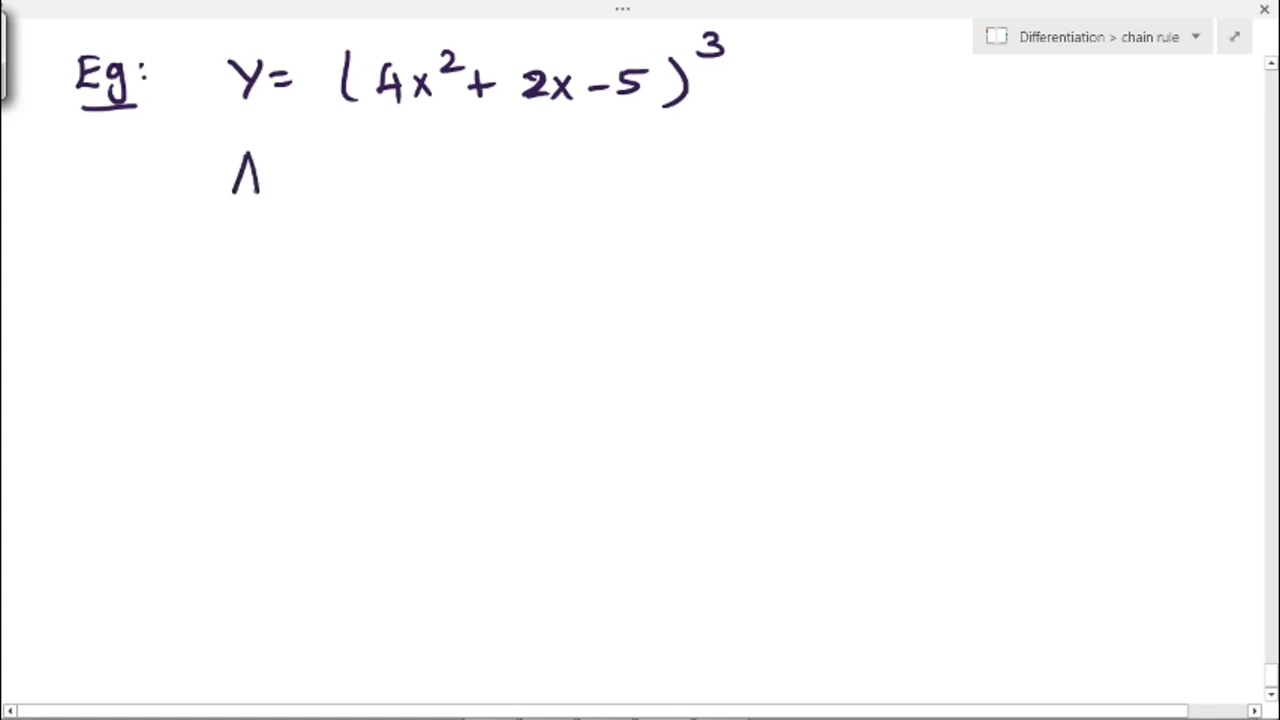 ...
Differentiation > chain rule
Eg: y= (4x²+ 2x-5)³